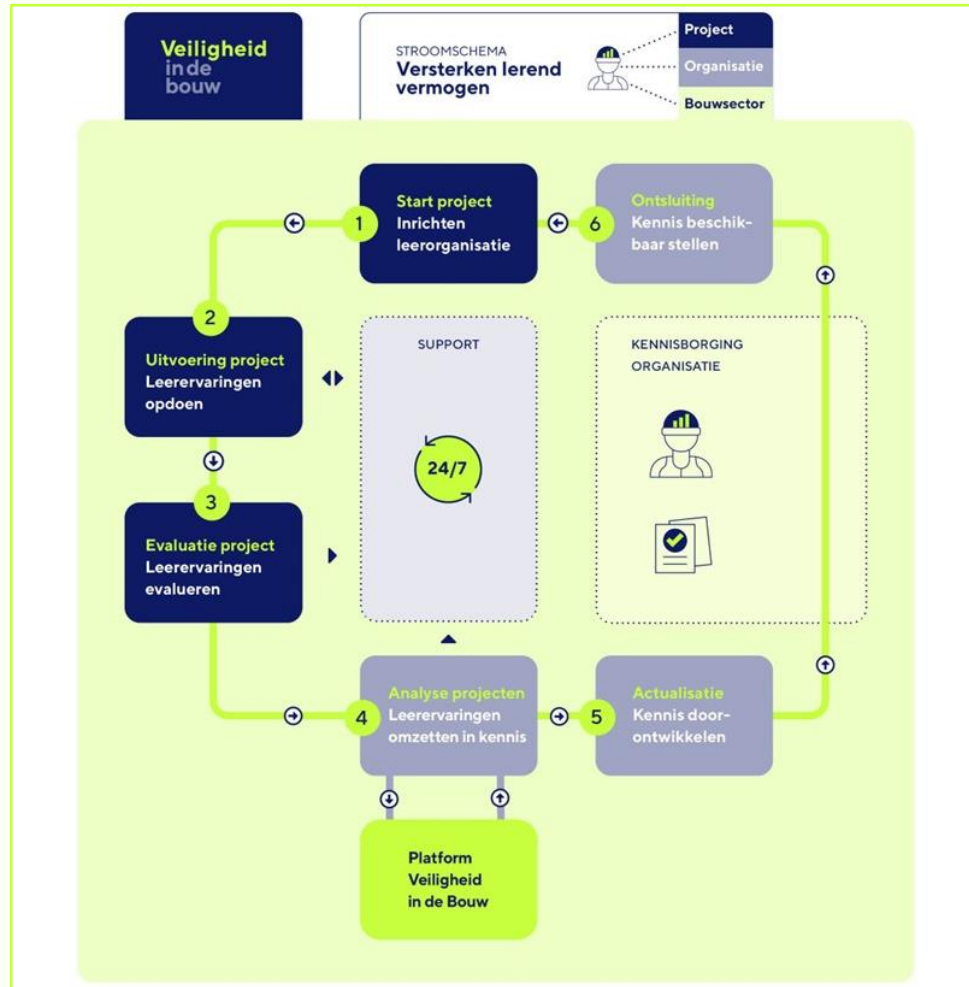 Veiligheid
in de
bouw
STROOMSCHEMA
Versterken lerend
vermogen
Project
Organisatie
Bouwsector
1
Start project
Inrichten
leerorganisatie
6
Ontsluiting
Kennis beschik-
baar stellen
2
Uitvoering project
Leerervaringen
opdoen
SUPPORT
24/7
KENNISBORGING
ORGANISATIE
3
Evaluatie project
Leerervaringen
evalueren
4
Analyse projecten
Leerervaringen
omzetten in kennis
5
Actualisatie
Kennis door-
ontwikkelen
Platform
Veiligheid
in de Bouw